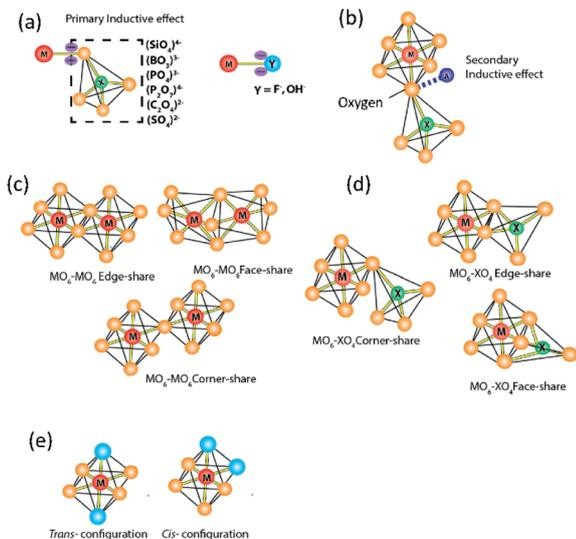 (a)
Primary Inductive effect
M
X
(SiO₄)⁴⁻
(BO₃)³⁻
(PO₄)³⁻
(P₂O₇)⁴⁻
(C₂O₄)²⁻
(SO₄)²⁻
M
Y
Y = F⁻, OH⁻
(b)
M
A
Secondary
Inductive effect
Oxygen
X
(c)
M M
MO₆-MO₆ Edge-share
M M
MO₆-MO₆ Face-share
M M
MO₆-MO₆ Corner-share
(d)
M X
MO₆-XO₄ Edge-share
M X
MO₆-XO₄ Corner-share
M X
MO₆-XO₄ Face-share
(e)
M
Trans- configuration
M
Cis- configuration